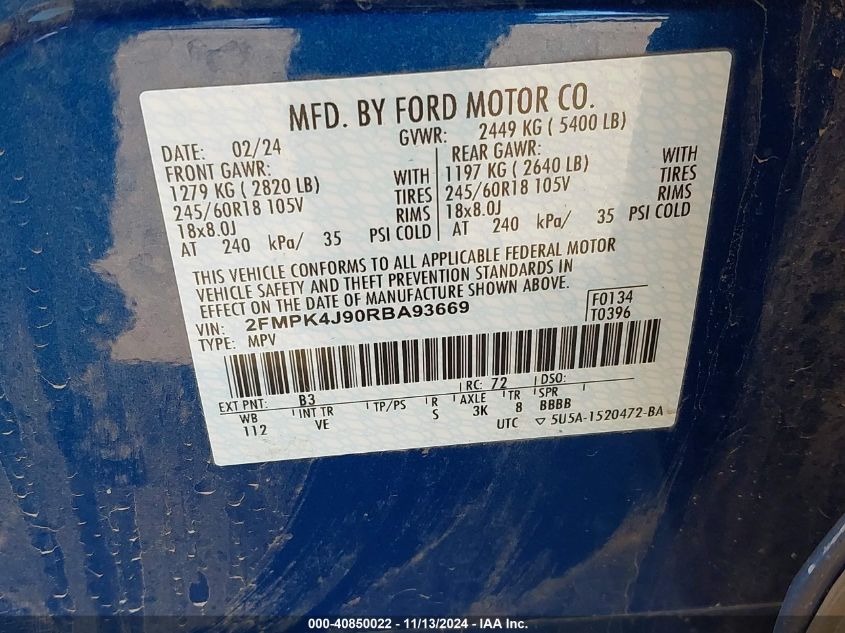 MFD. BY FORD MOTOR CO.
DATE: 02/24 GVWR: 2449 KG ( 5400 LB)
FRONT GAWR: REAR GAWR:
1279 KG ( 2820 LB) WITH 1197 KG ( 2640 LB) WITH
245/60R18 105V TIRES 245/60R18 105V TIRES
18x8.0J RIMS 18x8.0J RIMS
AT 240 kPa/ 35 PSI COLD AT 240 kPa/ 35 PSI COLD
THIS VEHICLE CONFORMS TO ALL APPLICABLE FEDERAL MOTOR
VEHICLE SAFETY AND THEFT PREVENTION STANDARDS IN
EFFECT ON THE DATE OF MANUFACTURE SHOWN ABOVE.
VIN: 2FMPK4J90RBA93669 F0134
TYPE: MPV T0396
EXT PNT: B3 RC: 72 DSO:
WB INT TR TP/PS R AXLE TR SPR
112 VE S 3K 8 BBBB
UTC ▽ 5U5A-1520472-BA
000-40850022 - 11/13/2024 - IAA Inc.